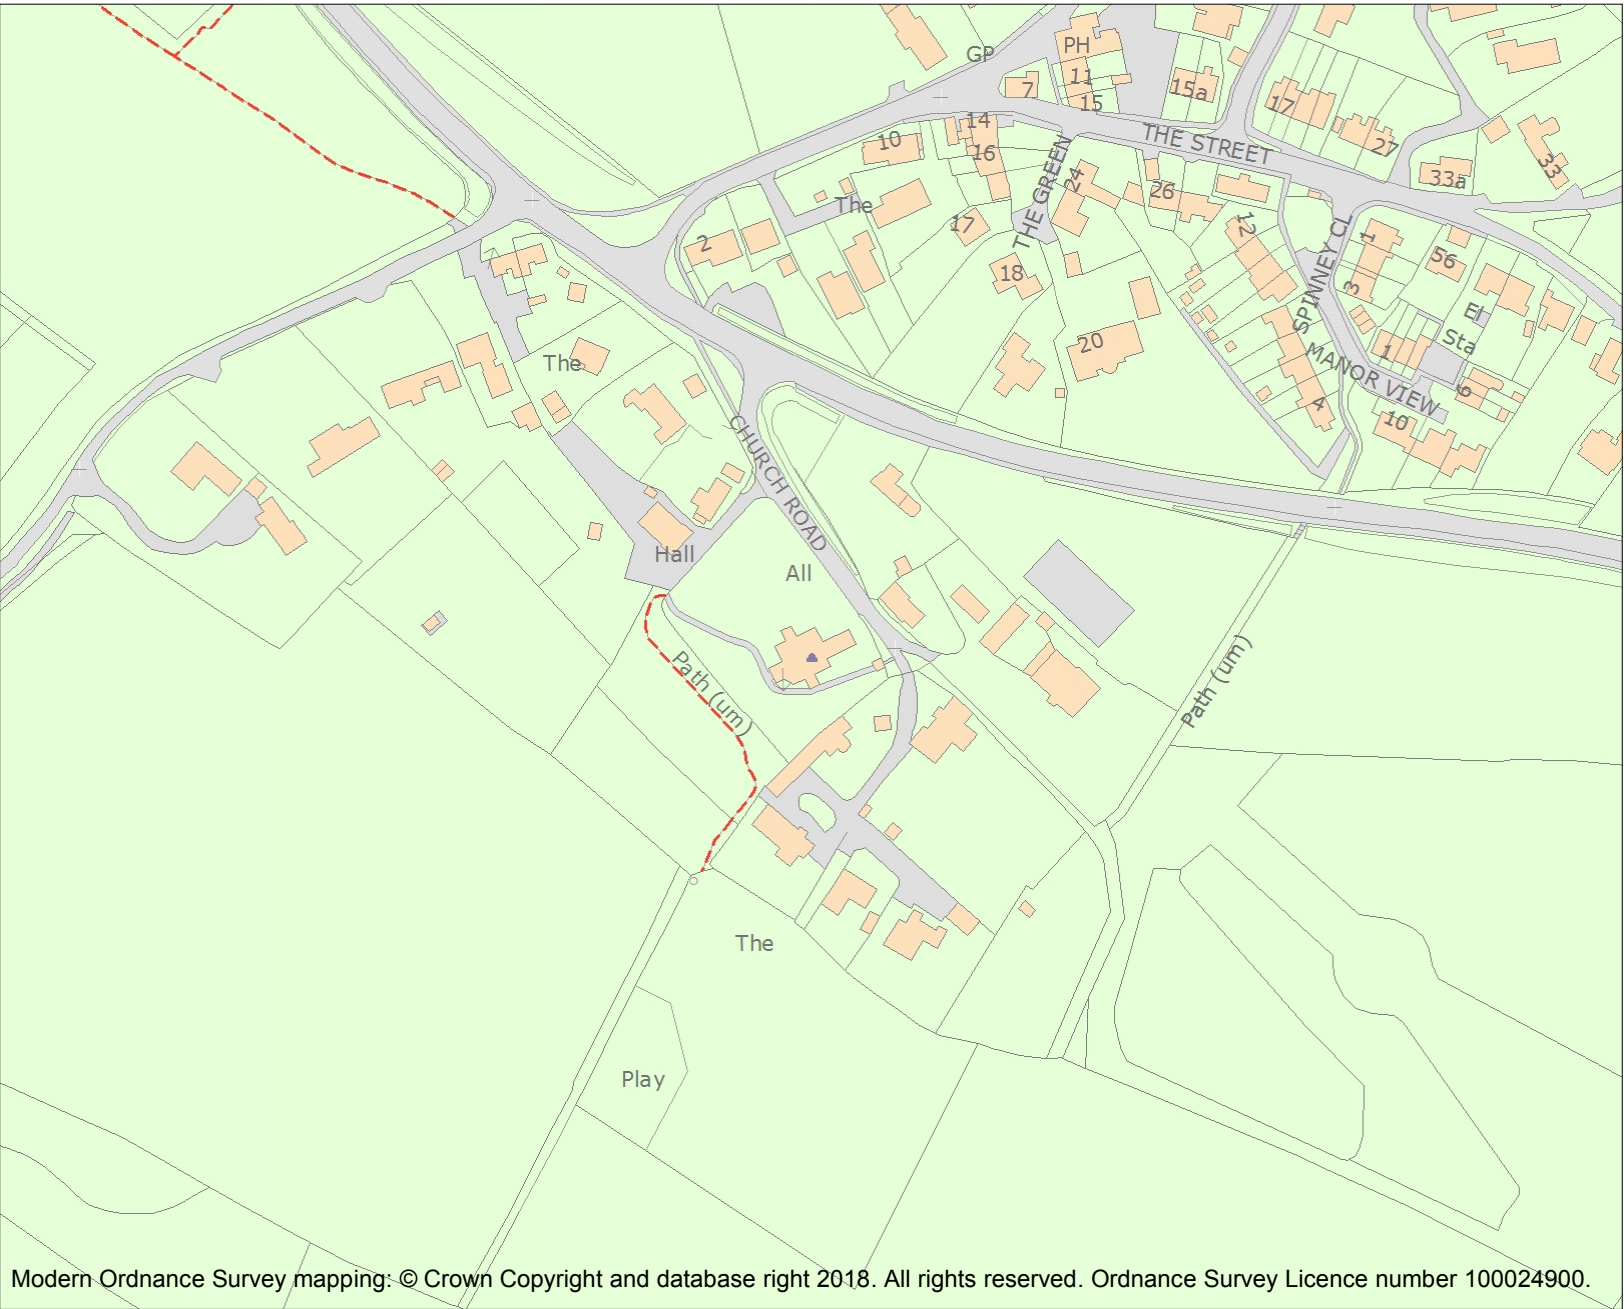 GP
PH
11
7
15
15a
17
27
33
33a
THE STREET
14
10
16
THE GREEN
24
26
The
17
18
2
12
SPINNEY CL
1
3
56
El
Sta
20
MANOR VIEW
1
6
4
10
The
CHURCH ROAD
Hall
All
Path (um)
Path (um)
The
Play
Modern Ordnance Survey mapping: © Crown Copyright and database right 2018. All rights reserved. Ordnance Survey Licence number 100024900.